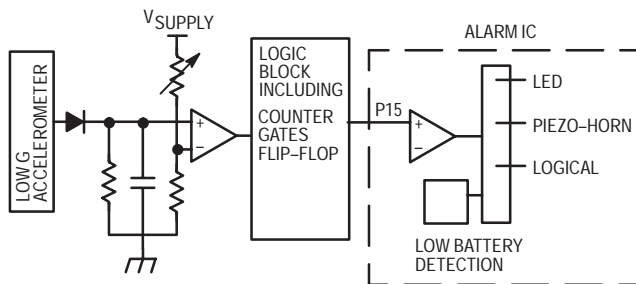 VSUPPLY
ALARM IC
LOW G
ACCELEROMETER
+
−
LOGIC
BLOCK
INCLUDING
COUNTER
GATES
FLIP–FLOP
P15
+
−
LED
PIEZO–HORN
LOGICAL
LOW BATTERY
DETECTION